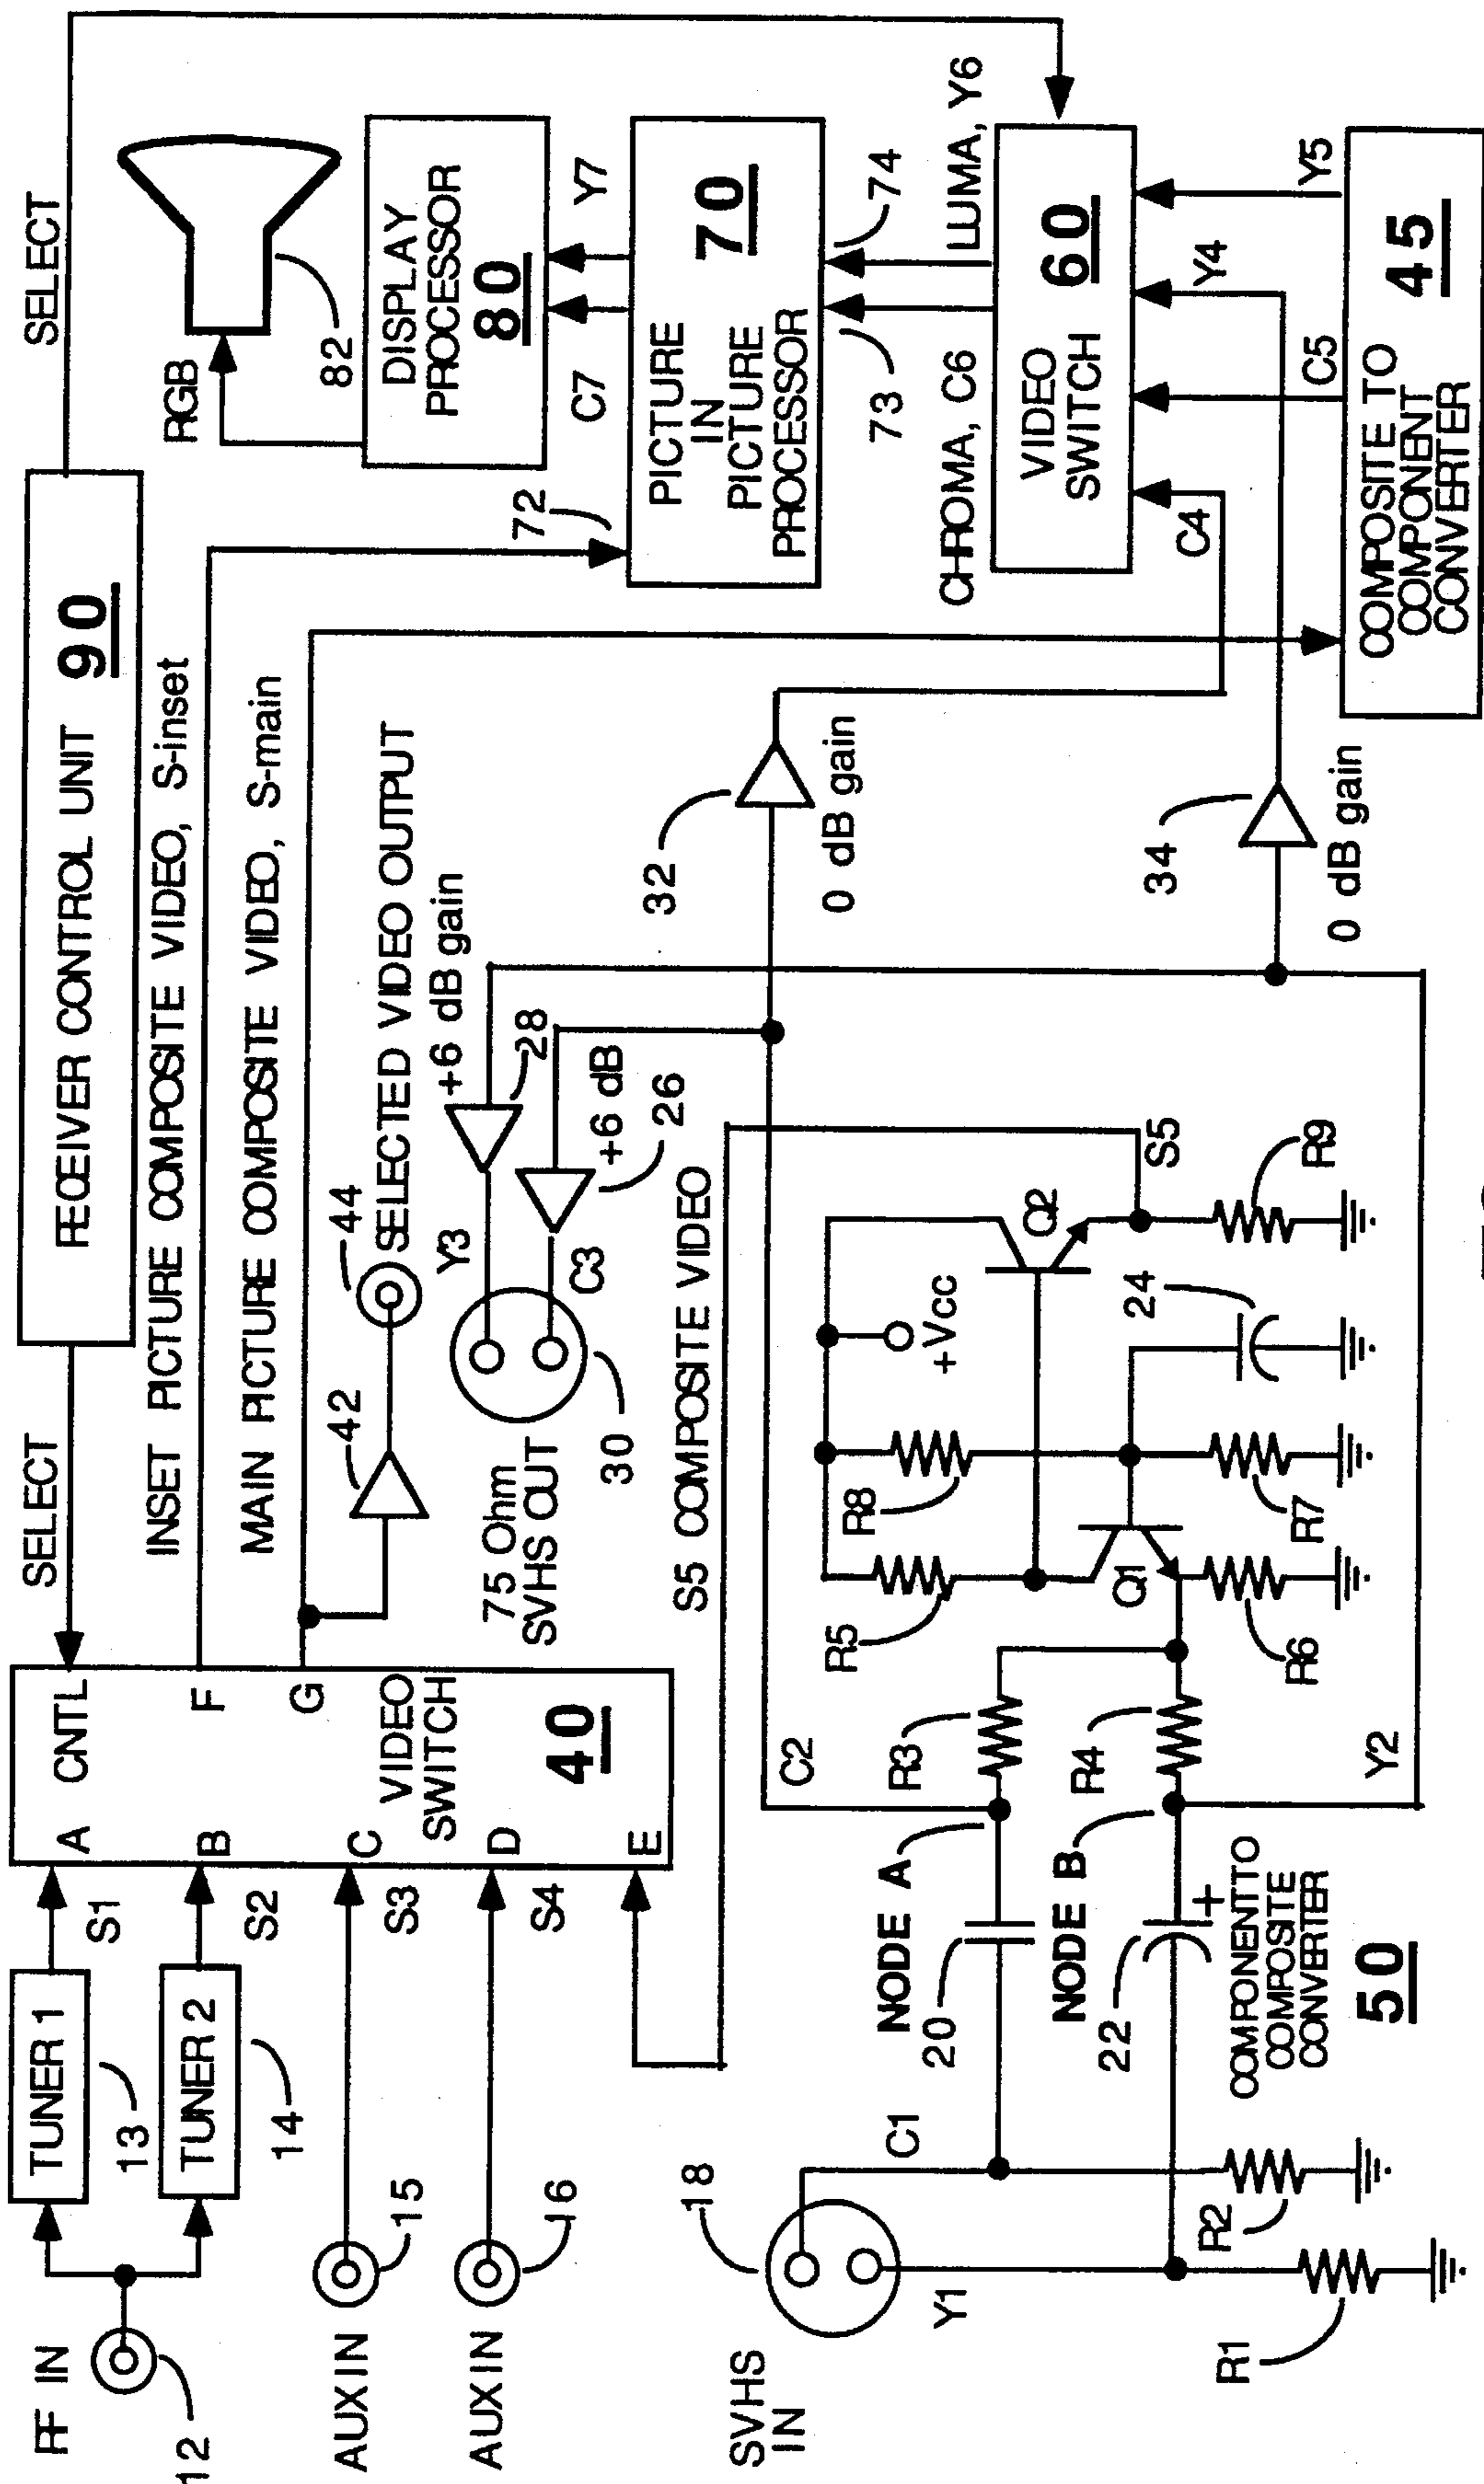 RF IN
12
TUNER 1
13
TUNER 2
14
S1
S2
AUX IN
15
S3
AUX IN
16
S4
A
B
C
D
E
CNTL
F
G
VIDEO
SWITCH
40
SELECT
RECEIVER CONTROL UNIT 90
SELECT
INSET PICTURE COMPOSITE VIDEO, S-inset
MAIN PICTURE COMPOSITE VIDEO, S-main
42
44
SELECTED VIDEO OUTPUT
75 Ohm
SVHS OUT
30
Y3
C3
+6 dB gain
28
+6 dB
26
S5 COMPOSITE VIDEO
RGB
82
DISPLAY
PROCESSOR
80
C7
Y7
72
PICTURE
IN
PICTURE
PROCESSOR
70
73
74
CHROMA, C6
LUMA, Y6
VIDEO
SWITCH
60
C4
C5
Y4
Y5
COMPOSITE TO
COMPONENT
CONVERTER
45
32
0 dB gain
34
0 dB gain
SVHS
IN
18
C1
Y1
R1
R2
20
NODE A
22
+
NODE B
COMPONENT TO
COMPOSITE
CONVERTER
50
C2
Y2
R3
R4
R5
R6
R7
R8
R9
Q1
Q2
+Vcc
24
S5